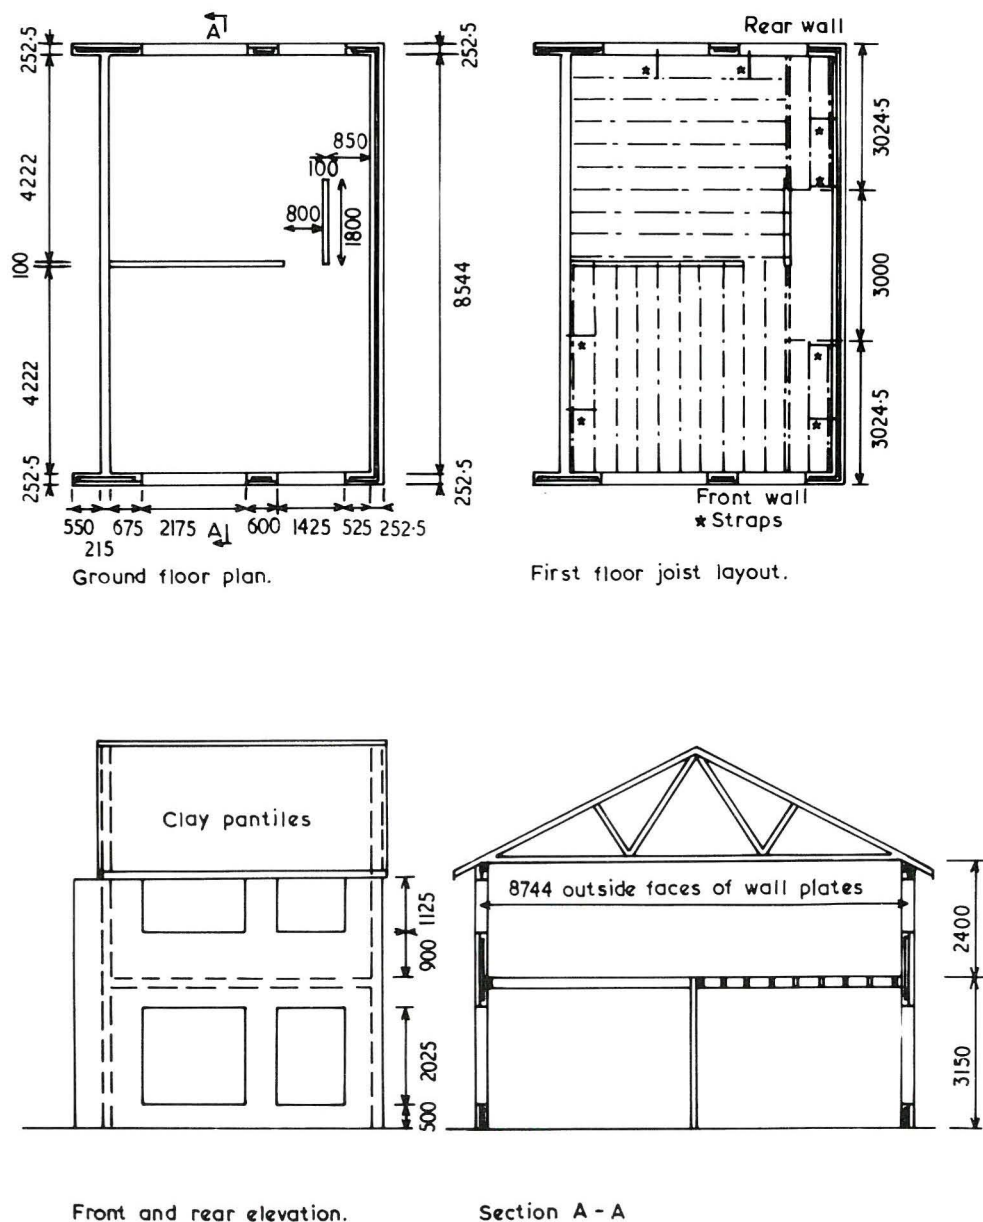 A
Rear wall
252·5
252·5
850
100
4222
800
1800
3024·5
100
8544
3000
4222
3024·5
252·5
252·5
550
675
2175
A
600
1425
525
252·5
215
Front wall
★ Straps
Ground floor plan.
First floor joist layout.
Clay pantiles
8744 outside faces of wall plates
1125
900
2400
2025
500
3150
Front and rear elevation.
Section A - A